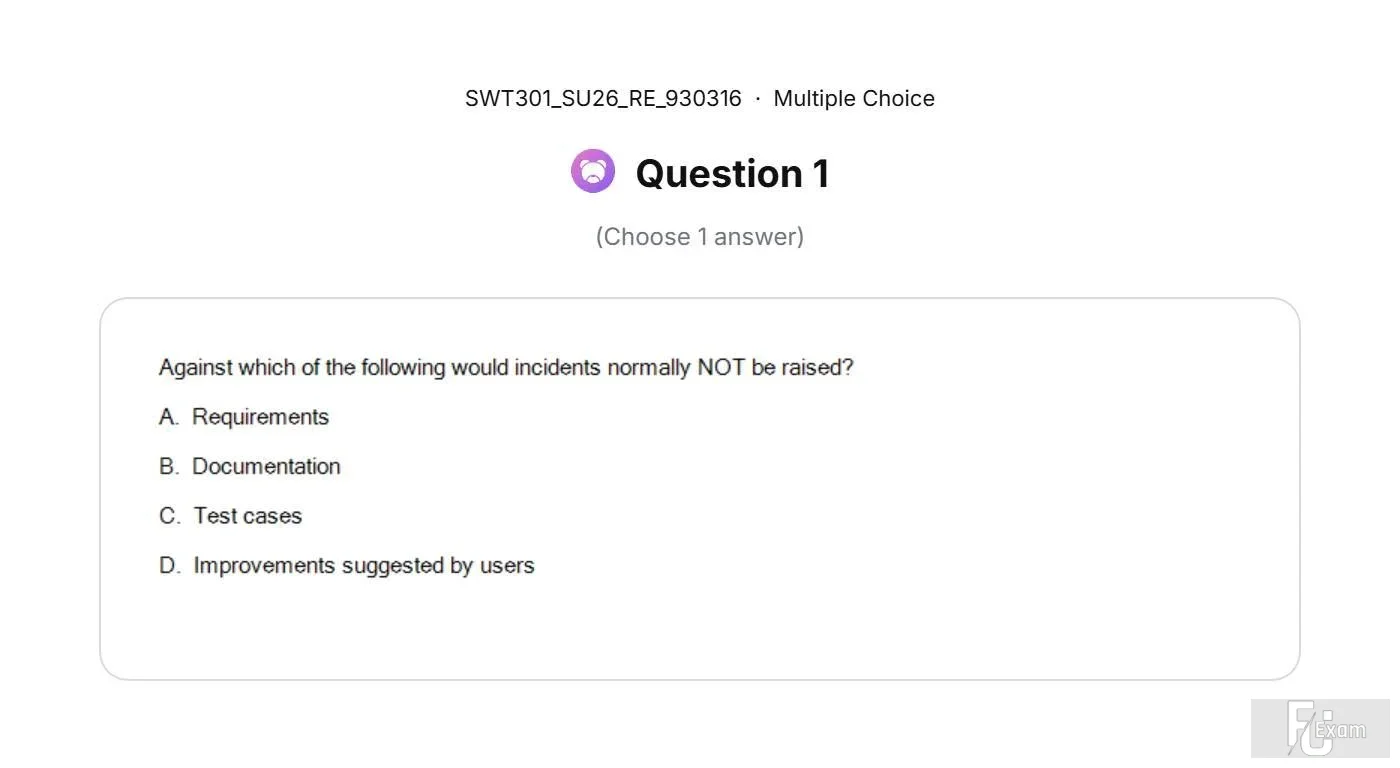 SWT301_SU26_RE_930316 · Multiple Choice
Question 1
(Choose 1 answer)
Against which of the following would incidents normally NOT be raised?
A. Requirements
B. Documentation
C. Test cases
D. Improvements suggested by users
FU Exam